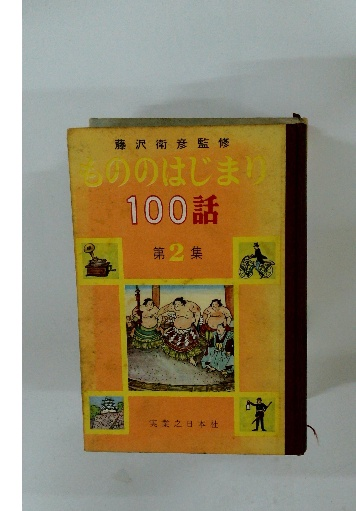 藤沢衛彦監修
もののはじまり
100話
第2集
実業之日本社